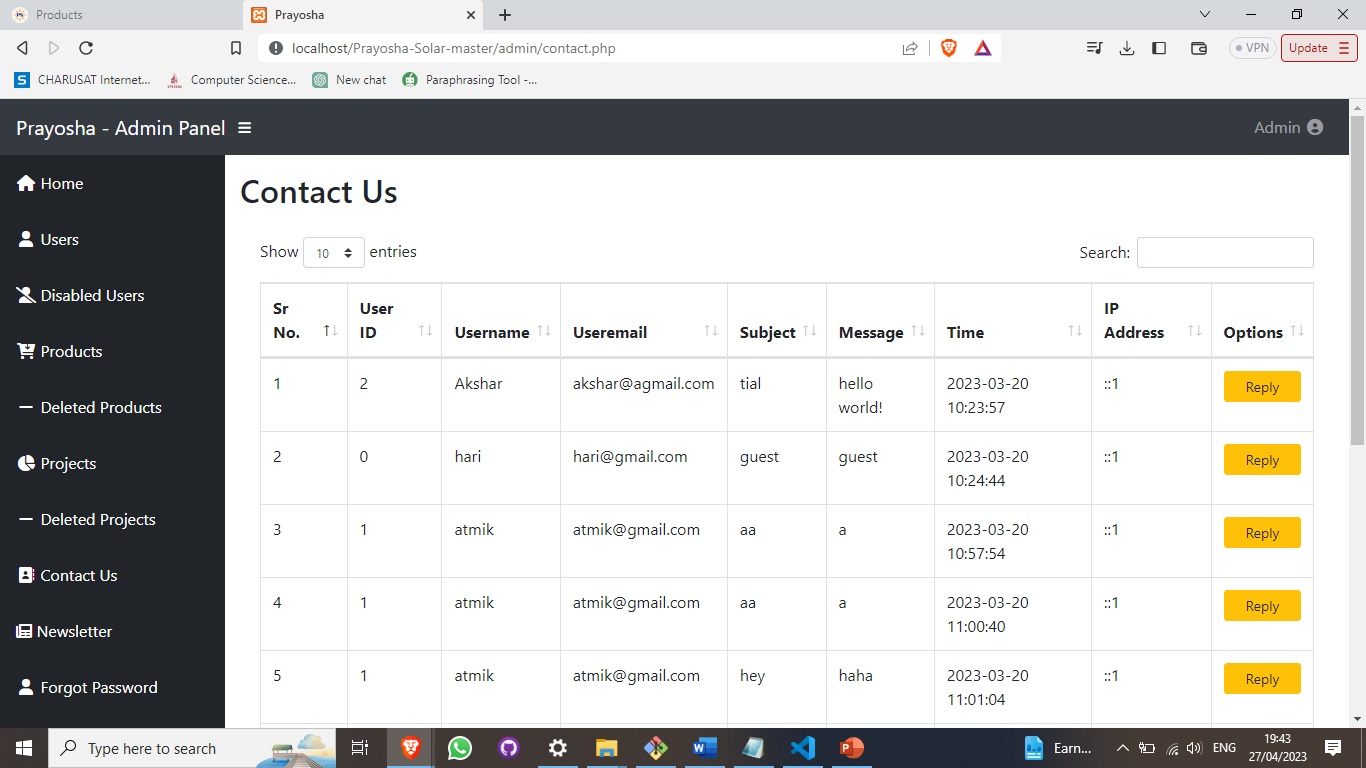 Products
Prayosha
localhost/Prayosha-Solar-master/admin/contact.php
VPN
Update
CHARUSAT Internet...
Computer Science...
New chat
Paraphrasing Tool -...
Prayosha - Admin Panel
Admin
Home
Users
Disabled Users
Products
Deleted Products
Projects
Deleted Projects
Contact Us
Newsletter
Forgot Password
Contact Us
Show 10 entries
Search:
Sr No. User ID Username Useremail Subject Message Time IP Address Options
1 2 Akshar akshar@agmail.com tial hello world! 2023-03-20 10:23:57 ::1 Reply
2 0 hari hari@gmail.com guest guest 2023-03-20 10:24:44 ::1 Reply
3 1 atmik atmik@gmail.com aa a 2023-03-20 10:57:54 ::1 Reply
4 1 atmik atmik@gmail.com aa a 2023-03-20 11:00:40 ::1 Reply
5 1 atmik atmik@gmail.com hey haha 2023-03-20 11:01:04 ::1 Reply
Type here to search
Earn...
ENG
19:43
27/04/2023